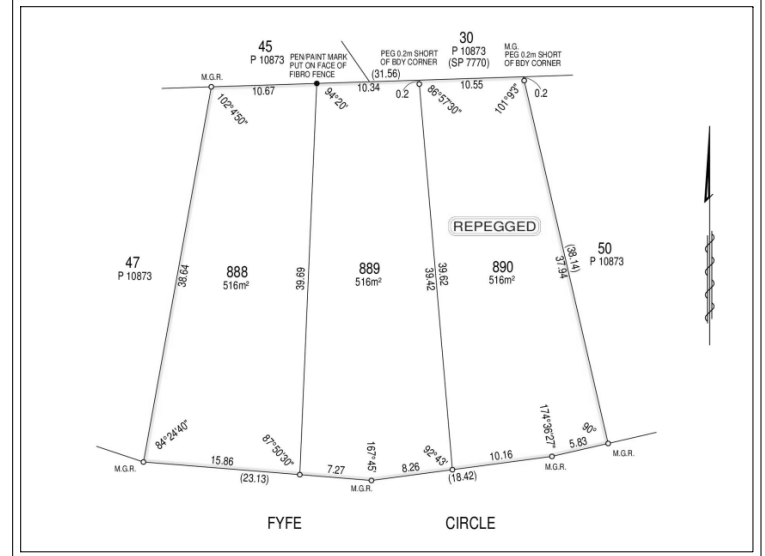 45
P 10873
PEN/PAINT MARK
PUT ON FACE OF
FIBRO FENCE
PEG 0.2m SHORT
OF BDY CORNER
30
P 10873
(SP 7770)
M.G.
PEG 0.2m SHORT
OF BDY CORNER
M.G.R.
10.67
(31.56)
10.34
0.2
10.55
0.2
102°4'50"
94°20'
86°57'30"
101°9'3"
REPEGGED
47
P 10873
38.64
888
516m²
39.69
889
516m²
39.42
39.62
890
516m²
37.94
(38.14)
50
P 10873
84°24'40"
87°50'30"
167°45'
92°43'
174°36'27"
90°
M.G.R.
15.86
(23.13)
7.27
M.G.R.
8.26
(18.42)
10.16
M.G.R.
5.83
M.G.R.
FYFE CIRCLE